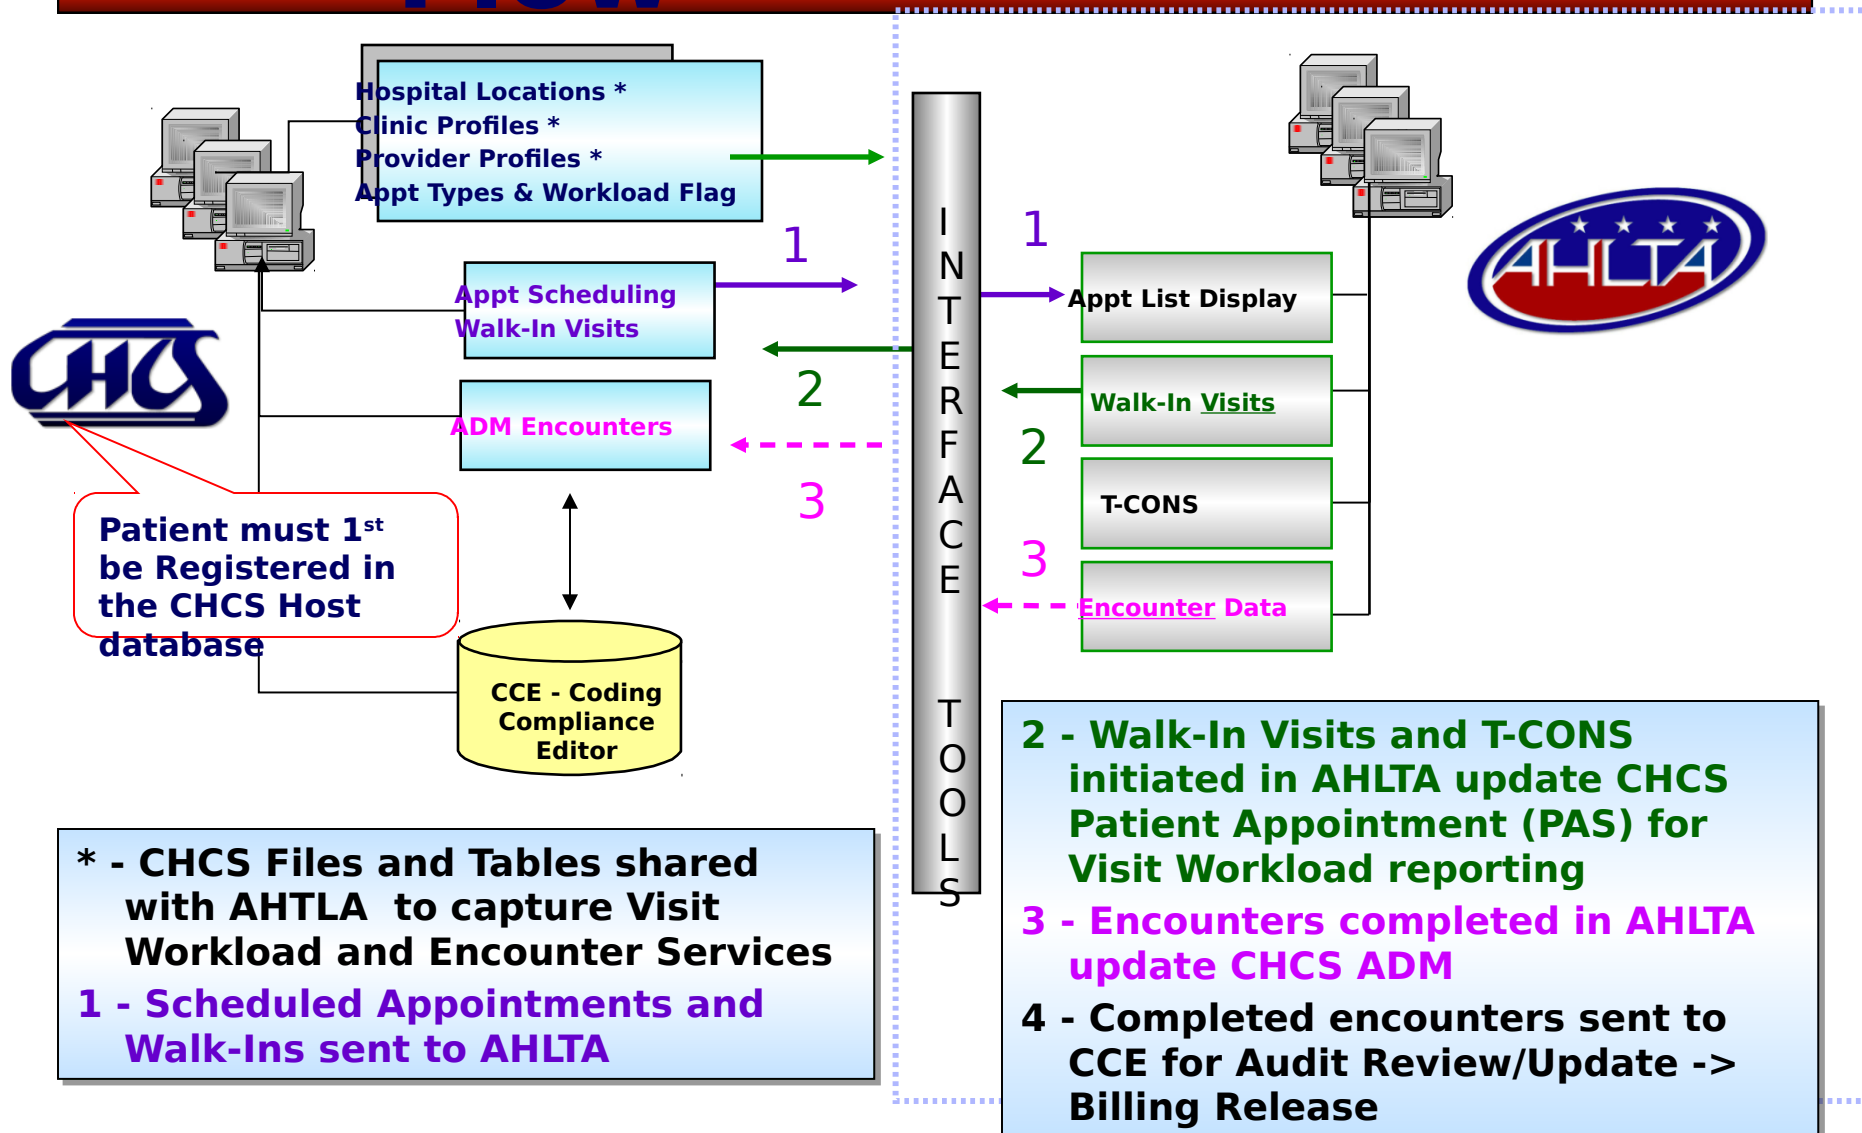 Flow
Hospital Locations *
Clinic Profiles *
Provider Profiles *
Appt Types & Workload Flag
1
Appt Scheduling
Walk-In Visits
2
ADM Encounters
3
CHCS
Patient must 1st
be Registered in
the CHCS Host
database
CCE - Coding
Compliance
Editor
INTERFACE TOOLS
1
Appt List Display
Walk-In Visits
2
T-CONS
3
Encounter Data
AHLTA
* - CHCS Files and Tables shared
with AHTLA  to capture Visit
Workload and Encounter Services
1 - Scheduled Appointments and
Walk-Ins sent to AHLTA
2 - Walk-In Visits and T-CONS
initiated in AHLTA update CHCS
Patient Appointment (PAS) for
Visit Workload reporting
3 - Encounters completed in AHLTA
update CHCS ADM
4 - Completed encounters sent to
CCE for Audit Review/Update ->
Billing Release